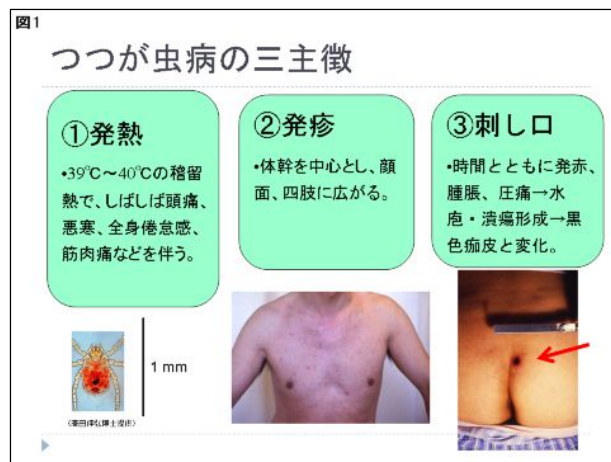 図1
つつが虫病の三主徴
①発熱
•39℃～40℃の稽留
熱で、しばしば頭痛、
悪寒、全身倦怠感、
筋肉痛などを伴う。
②発疹
•体幹を中心とし、顔
面、四肢に広がる。
③刺し口
•時間とともに発赤、
腫脹、圧痛→水
疱・潰瘍形成→黒
色痂皮と変化。
1 mm